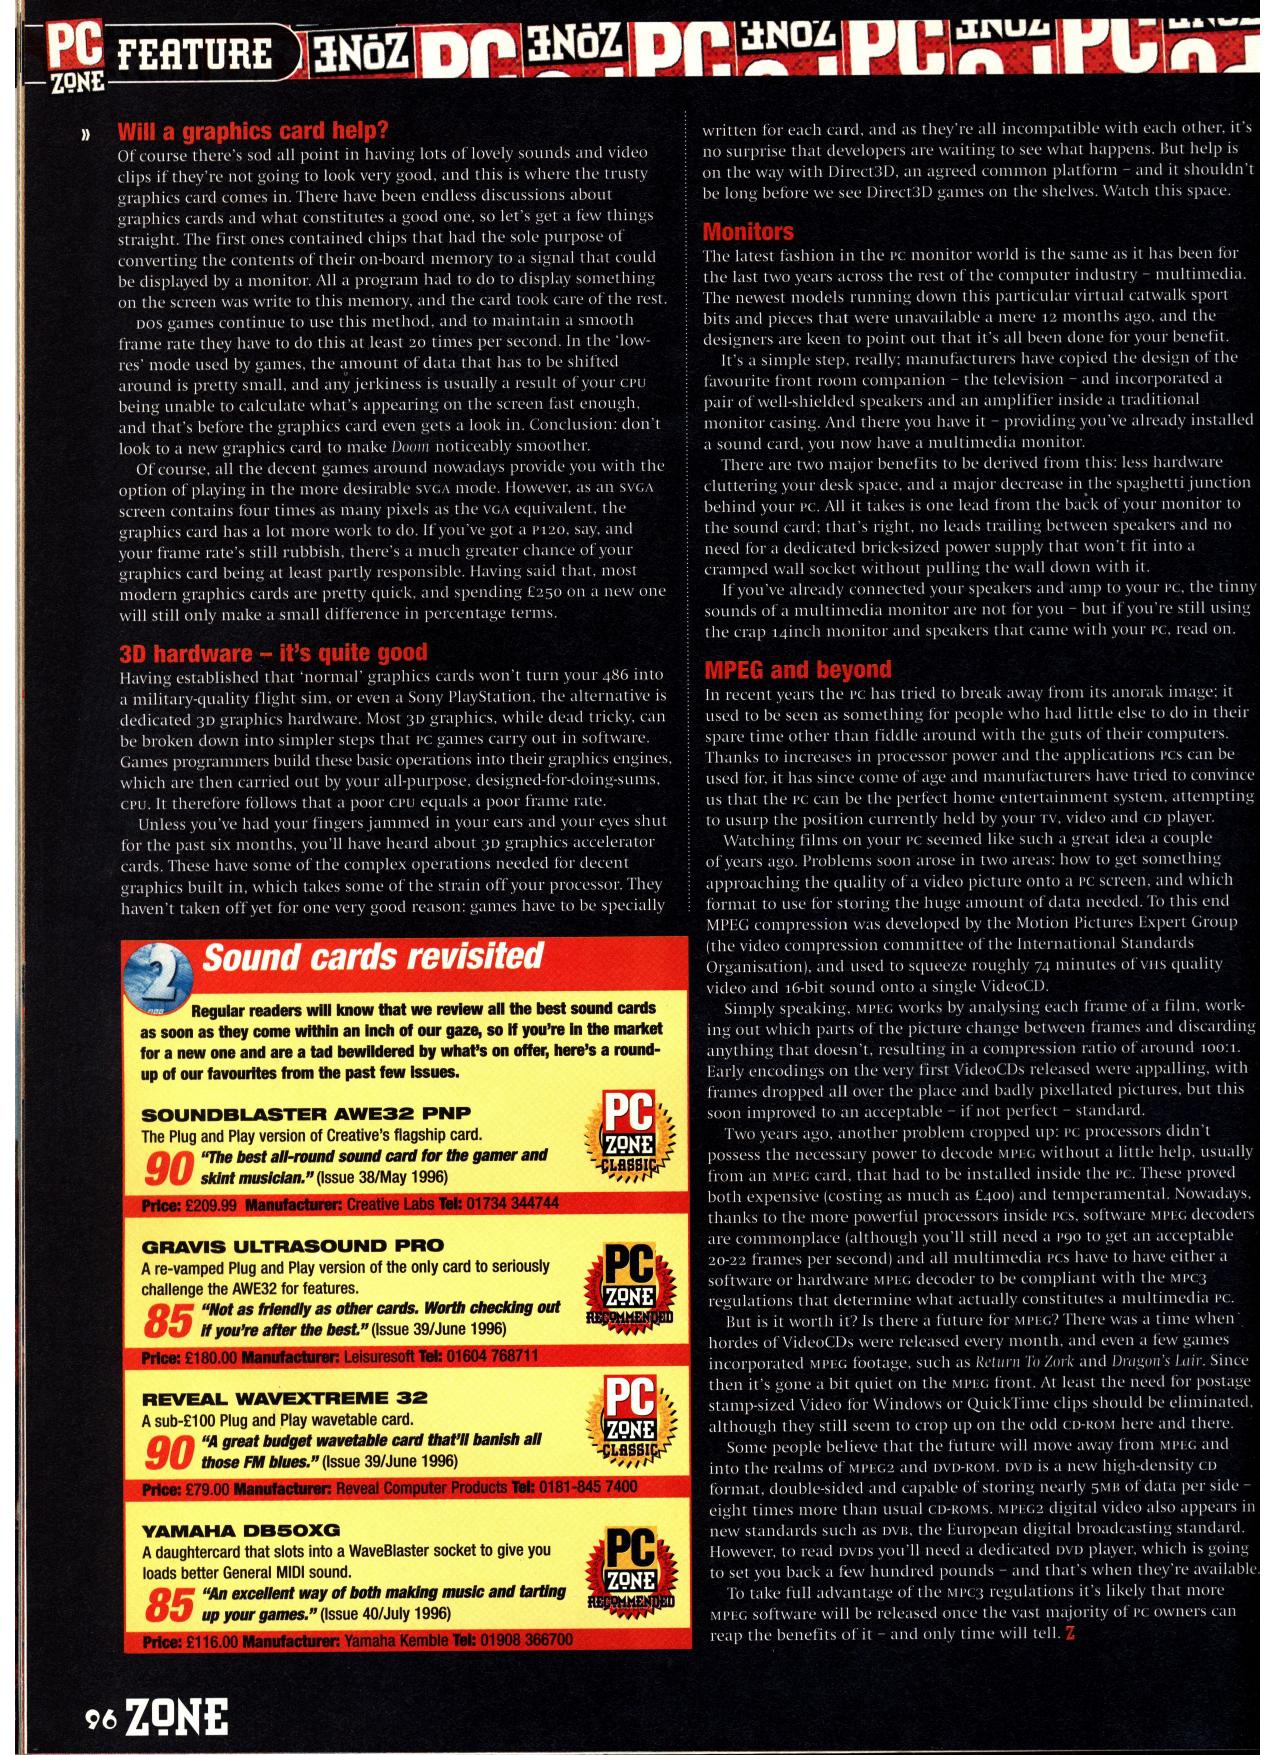 PC ZONE FEATURE ZONE PC ZONE PC ZONE PC ZONE PC
» Will a graphics card help?
Of course there's sod all point in having lots of lovely sounds and video
clips if they're not going to look very good, and this is where the trusty
graphics card comes in. There have been endless discussions about
graphics cards and what constitutes a good one, so let's get a few things
straight. The first ones contained chips that had the sole purpose of
converting the contents of their on-board memory to a signal that could
be displayed by a monitor. All a program had to do to display something
on the screen was write to this memory, and the card took care of the rest.
DOS games continue to use this method, and to maintain a smooth
frame rate they have to do this at least 20 times per second. In the 'low-
res' mode used by games, the amount of data that has to be shifted
around is pretty small, and any jerkiness is usually a result of your CPU
being unable to calculate what's appearing on the screen fast enough,
and that's before the graphics card even gets a look in. Conclusion: don't
look to a new graphics card to make Doom noticeably smoother.
Of course, all the decent games around nowadays provide you with the
option of playing in the more desirable SVGA mode. However, as an SVGA
screen contains four times as many pixels as the VGA equivalent, the
graphics card has a lot more work to do. If you've got a P120, say, and
your frame rate's still rubbish, there's a much greater chance of your
graphics card being at least partly responsible. Having said that, most
modern graphics cards are pretty quick, and spending £250 on a new one
will still only make a small difference in percentage terms.
3D hardware – it's quite good
Having established that 'normal' graphics cards won't turn your 486 into
a military-quality flight sim, or even a Sony PlayStation, the alternative is
dedicated 3D graphics hardware. Most 3D graphics, while dead tricky, can
be broken down into simpler steps that PC games carry out in software.
Games programmers build these basic operations into their graphics engines,
which are then carried out by your all-purpose, designed-for-doing-sums,
CPU. It therefore follows that a poor CPU equals a poor frame rate.
Unless you've had your fingers jammed in your ears and your eyes shut
for the past six months, you'll have heard about 3D graphics accelerator
cards. These have some of the complex operations needed for decent
graphics built in, which takes some of the strain off your processor. They
haven't taken off yet for one very good reason: games have to be specially
written for each card, and as they're all incompatible with each other, it's
no surprise that developers are waiting to see what happens. But help is
on the way with Direct3D, an agreed common platform – and it shouldn't
be long before we see Direct3D games on the shelves. Watch this space.
Monitors
The latest fashion in the PC monitor world is the same as it has been for
the last two years across the rest of the computer industry – multimedia.
The newest models running down this particular virtual catwalk sport
bits and pieces that were unavailable a mere 12 months ago, and the
designers are keen to point out that it's all been done for your benefit.
It's a simple step, really; manufacturers have copied the design of the
favourite front room companion – the television – and incorporated a
pair of well-shielded speakers and an amplifier inside a traditional
monitor casing. And there you have it – providing you've already installed
a sound card, you now have a multimedia monitor.
There are two major benefits to be derived from this: less hardware
cluttering your desk space, and a major decrease in the spaghetti junction
behind your PC. All it takes is one lead from the back of your monitor to
the sound card; that's right, no leads trailing between speakers and no
need for a dedicated brick-sized power supply that won't fit into a
cramped wall socket without pulling the wall down with it.
If you've already connected your speakers and amp to your PC, the tinny
sounds of a multimedia monitor are not for you – but if you're still using
the crap 14inch monitor and speakers that came with your PC, read on.
MPEG and beyond
In recent years the PC has tried to break away from its anorak image; it
used to be seen as something for people who had little else to do in their
spare time other than fiddle around with the guts of their computers.
Thanks to increases in processor power and the applications PCs can be
used for, it has since come of age and manufacturers have tried to convince
us that the PC can be the perfect home entertainment system, attempting
to usurp the position currently held by your TV, video and CD player.
Watching films on your PC seemed like such a great idea a couple
of years ago. Problems soon arose in two areas: how to get something
approaching the quality of a video picture onto a PC screen, and which
format to use for storing the huge amount of data needed. To this end
MPEG compression was developed by the Motion Pictures Expert Group
(the video compression committee of the International Standards
Organisation), and used to squeeze roughly 74 minutes of VHS quality
video and 16-bit sound onto a single VideoCD.
Simply speaking, MPEG works by analysing each frame of a film, work-
ing out which parts of the picture change between frames and discarding
anything that doesn't, resulting in a compression ratio of around 100:1.
Early encodings on the very first VideoCDs released were appalling, with
frames dropped all over the place and badly pixellated pictures, but this
soon improved to an acceptable – if not perfect – standard.
Two years ago, another problem cropped up: PC processors didn't
possess the necessary power to decode MPEG without a little help, usually
from an MPEG card, that had to be installed inside the PC. These proved
both expensive (costing as much as £400) and temperamental. Nowadays,
thanks to the more powerful processors inside PCs, software MPEG decoders
are commonplace (although you'll still need a P90 to get an acceptable
20-22 frames per second) and all multimedia PCs have to have either a
software or hardware MPEG decoder to be compliant with the MPC3
regulations that determine what actually constitutes a multimedia PC.
But is it worth it? Is there a future for MPEG? There was a time when
hordes of VideoCDs were released every month, and even a few games
incorporated MPEG footage, such as Return To Zork and Dragon's Lair. Since
then it's gone a bit quiet on the MPEG front. At least the need for postage
stamp-sized Video for Windows or QuickTime clips should be eliminated,
although they still seem to crop up on the odd CD-ROM here and there.
Some people believe that the future will move away from MPEG and
into the realms of MPEG2 and DVD-ROM. DVD is a new high-density CD
format, double-sided and capable of storing nearly 5MB of data per side –
eight times more than usual CD-ROMs. MPEG2 digital video also appears in
new standards such as DVB, the European digital broadcasting standard.
However, to read DVDs you'll need a dedicated DVD player, which is going
to set you back a few hundred pounds – and that's when they're available.
To take full advantage of the MPC3 regulations it's likely that more
MPEG software will be released once the vast majority of PC owners can
reap the benefits of it – and only time will tell. Z
2 Sound cards revisited
Regular readers will know that we review all the best sound cards
as soon as they come within an inch of our gaze, so if you're in the market
for a new one and are a tad bewildered by what's on offer, here's a round-
up of our favourites from the past few issues.
SOUNDBLASTER AWE32 PNP
The Plug and Play version of Creative's flagship card.
90 "The best all-round sound card for the gamer and
skint musician." (Issue 38/May 1996)
PC ZONE CLASSIC
Price: £209.99 Manufacturer: Creative Labs Tel: 01734 344744
GRAVIS ULTRASOUND PRO
A re-vamped Plug and Play version of the only card to seriously
challenge the AWE32 for features.
85 "Not as friendly as other cards. Worth checking out
if you're after the best." (Issue 39/June 1996)
PC ZONE RECOMMENDED
Price: £180.00 Manufacturer: Leisuresoft Tel: 01604 768711
REVEAL WAVEXTREME 32
A sub-£100 Plug and Play wavetable card.
90 "A great budget wavetable card that'll banish all
those FM blues." (Issue 39/June 1996)
PC ZONE CLASSIC
Price: £79.00 Manufacturer: Reveal Computer Products Tel: 0181-845 7400
YAMAHA DB50XG
A daughtercard that slots into a WaveBlaster socket to give you
loads better General MIDI sound.
85 "An excellent way of both making music and tarting
up your games." (Issue 40/July 1996)
PC ZONE RECOMMENDED
Price: £116.00 Manufacturer: Yamaha Kemble Tel: 01908 366700
96 ZONE